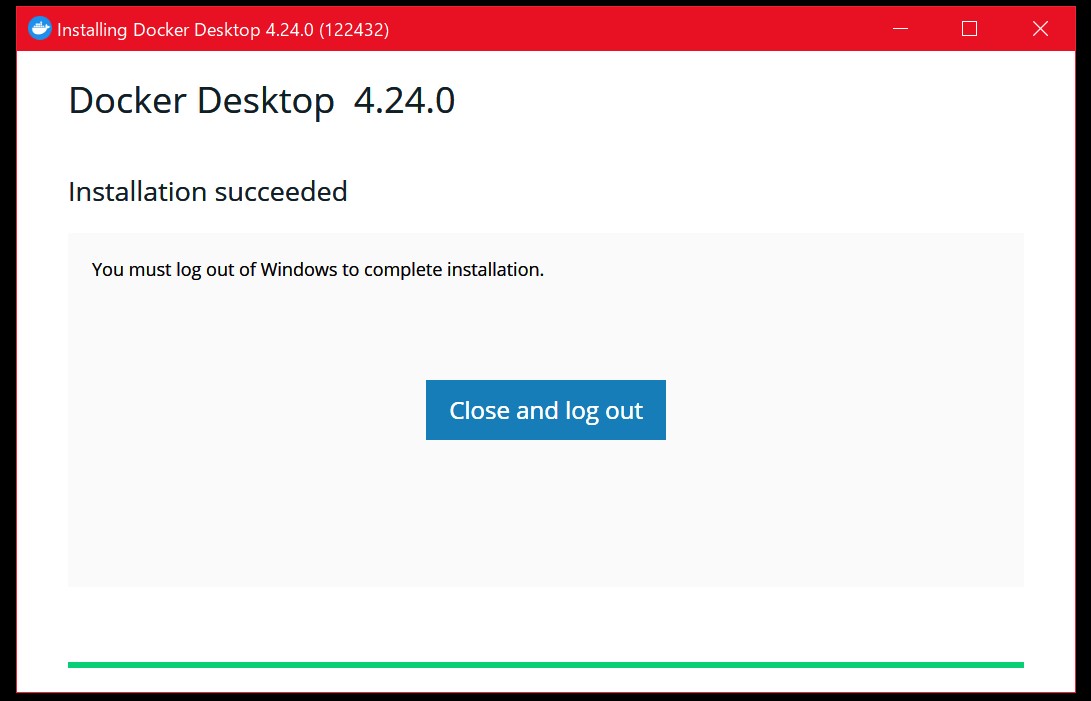 Installing Docker Desktop 4.24.0 (122432)
Docker Desktop 4.24.0
Installation succeeded
You must log out of Windows to complete installation.
Close and log out